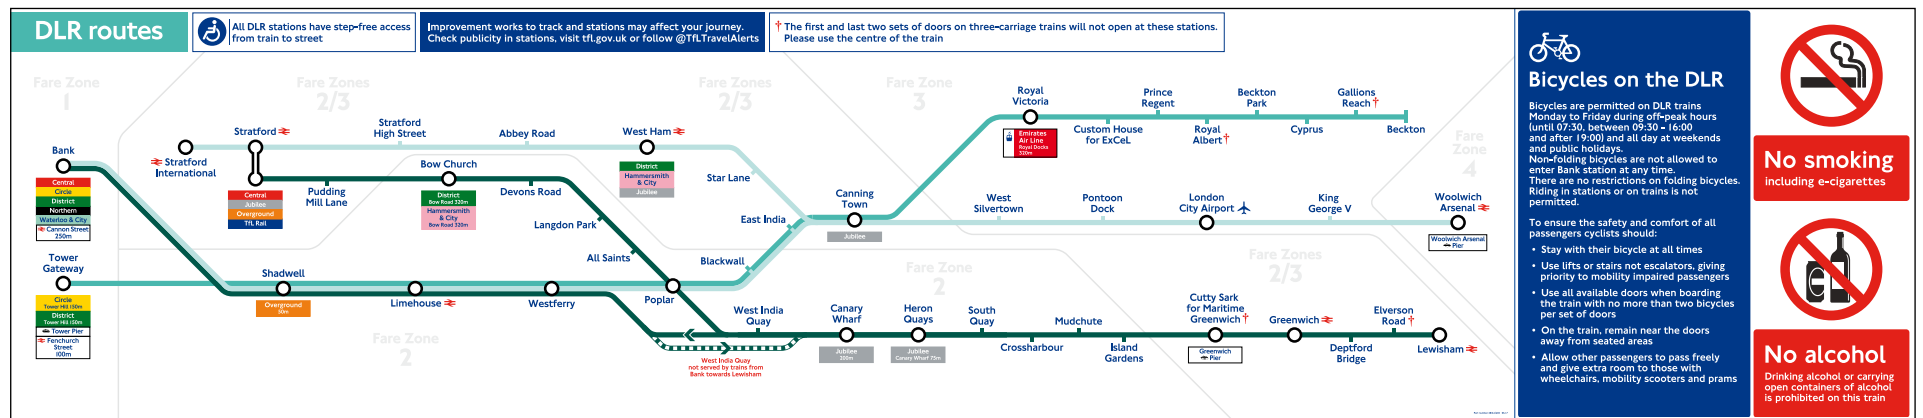 DLR routes
All DLR stations have step-free access
from train to street
Improvement works to track and stations may affect your journey.
Check publicity in stations, visit tfl.gov.uk or follow @TfLTravelAlerts
† The first and last two sets of doors on three-carriage trains will not open at these stations.
Please use the centre of the train
Fare Zone
1
Fare Zones
2/3
Fare Zones
2/3
Fare Zone
3
Fare
Zone
4
Fare Zone
2
Fare Zone
2
Fare Zones
2/3
Bank
Central
Circle
District
Northern
Waterloo & City
Cannon Street
250m
Tower
Gateway
Circle
Tower Hill 150m
District
Tower Hill 150m
Tower Pier
Fenchurch
Street
100m
Stratford
International
Stratford
Central
Jubilee
Overground
TfL Rail
Stratford
High Street
Abbey Road
West Ham
District
Hammersmith
& City
Jubilee
Star Lane
Pudding
Mill Lane
Bow Church
District
Bow Road 320m
Hammersmith
& City
Bow Road 320m
Devons Road
Langdon Park
All Saints
Shadwell
Overground
50m
Limehouse
Westferry
Poplar
Blackwall
East India
Canning
Town
Jubilee
Royal
Victoria
Emirates
Air Line
Royal Docks
320m
Custom House
for ExCeL
Prince
Regent
Royal
Albert †
Beckton
Park
Cyprus
Gallions
Reach †
Beckton
West
Silvertown
Pontoon
Dock
London
City Airport
King
George V
Woolwich
Arsenal
Woolwich Arsenal
Pier
West India
Quay
West India Quay
not served by trains from
Bank towards Lewisham
Canary
Wharf
Jubilee
200m
Heron
Quays
Jubilee
Canary Wharf 75m
South
Quay
Crossharbour
Mudchute
Island
Gardens
Cutty Sark
for Maritime
Greenwich †
Greenwich
Pier
Greenwich
Deptford
Bridge
Elverson
Road †
Lewisham
Bicycles on the DLR
Bicycles are permitted on DLR trains
Monday to Friday during off-peak hours
(until 07:30, between 09:30 - 16:00
and after 19:00) and all day at weekends
and public holidays.
Non-folding bicycles are not allowed to
enter Bank station at any time.
There are no restrictions on folding bicycles.
Riding in stations or on trains is not
permitted.
To ensure the safety and comfort of all
passengers cyclists should:
• Stay with their bicycle at all times
• Use lifts or stairs not escalators, giving
priority to mobility impaired passengers
• Use all available doors when boarding
the train with no more than two bicycles
per set of doors
• On the train, remain near the doors
away from seated areas
• Allow other passengers to pass freely
and give extra room to those with
wheelchairs, mobility scooters and prams
No smoking
including e-cigarettes
No alcohol
Drinking alcohol or carrying
open containers of alcohol
is prohibited on this train